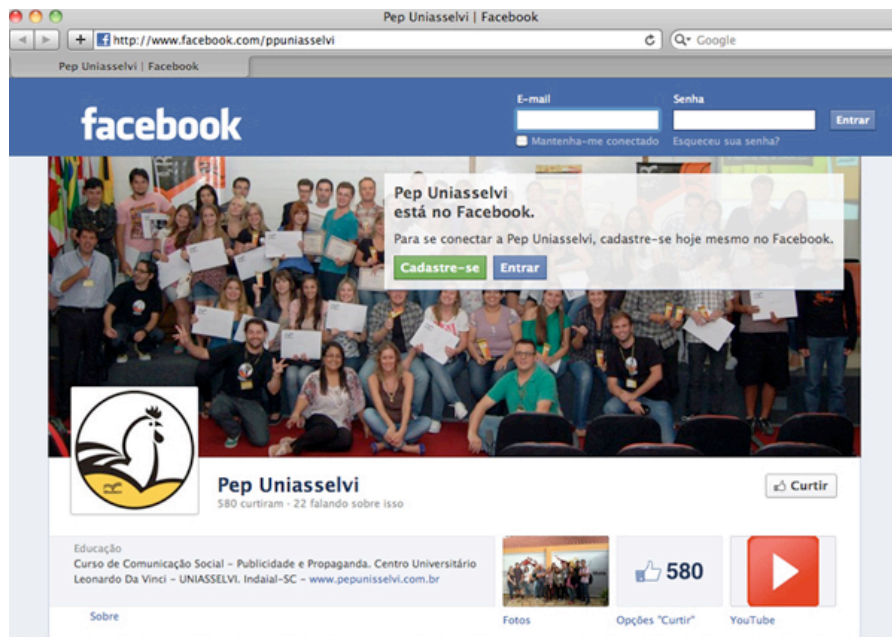 Pep Uniasselvi | Facebook
http://www.facebook.com/ppuniasselvi
Google
Pep Uniasselvi | Facebook
facebook
E-mail
Senha
Entrar
Mantenha-me conectado
Esqueceu sua senha?
Pep Uniasselvi
está no Facebook.
Para se conectar a Pep Uniasselvi, cadastre-se hoje mesmo no Facebook.
Cadastre-se
Entrar
Pep Uniasselvi
580 curtiram · 22 falando sobre isso
Curtir
Educação
Curso de Comunicação Social – Publicidade e Propaganda. Centro Universitário
Leonardo Da Vinci – UNIASSELVI. Indaial-SC – www.pepunisselvi.com.br
580
Sobre
Fotos
Opções "Curtir"
YouTube